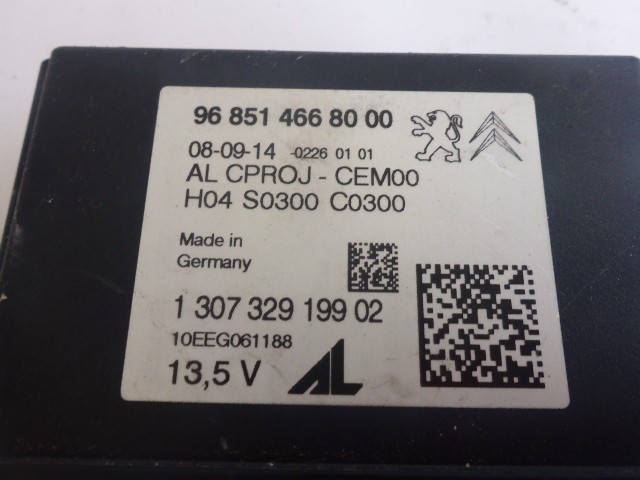 96 851 466 80 00
08-09-14 -0226 01 01
AL CPROJ - CEM00
H04 S0300 C0300
Made in
Germany
1 307 329 199 02
10EEG061188
13,5 V AL